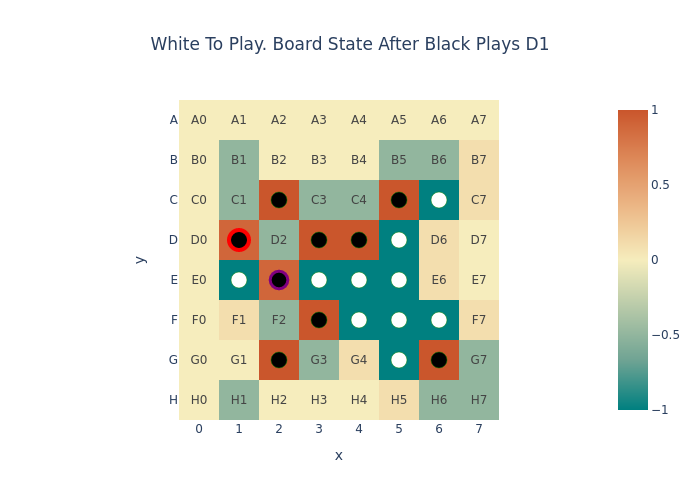 White To Play. Board State After Black Plays D1
A A0 A1 A2 A3 A4 A5 A6 A7
B B0 B1 B2 B3 B4 B5 B6 B7
C C0 C1 C3 C4 C7
D D0 D2 D6 D7
E E0 E6 E7
F F0 F1 F2 F7
G G0 G1 G3 G4 G7
H H0 H1 H2 H3 H4 H5 H6 H7
0 1 2 3 4 5 6 7
x
y
1
0.5
0
−0.5
−1